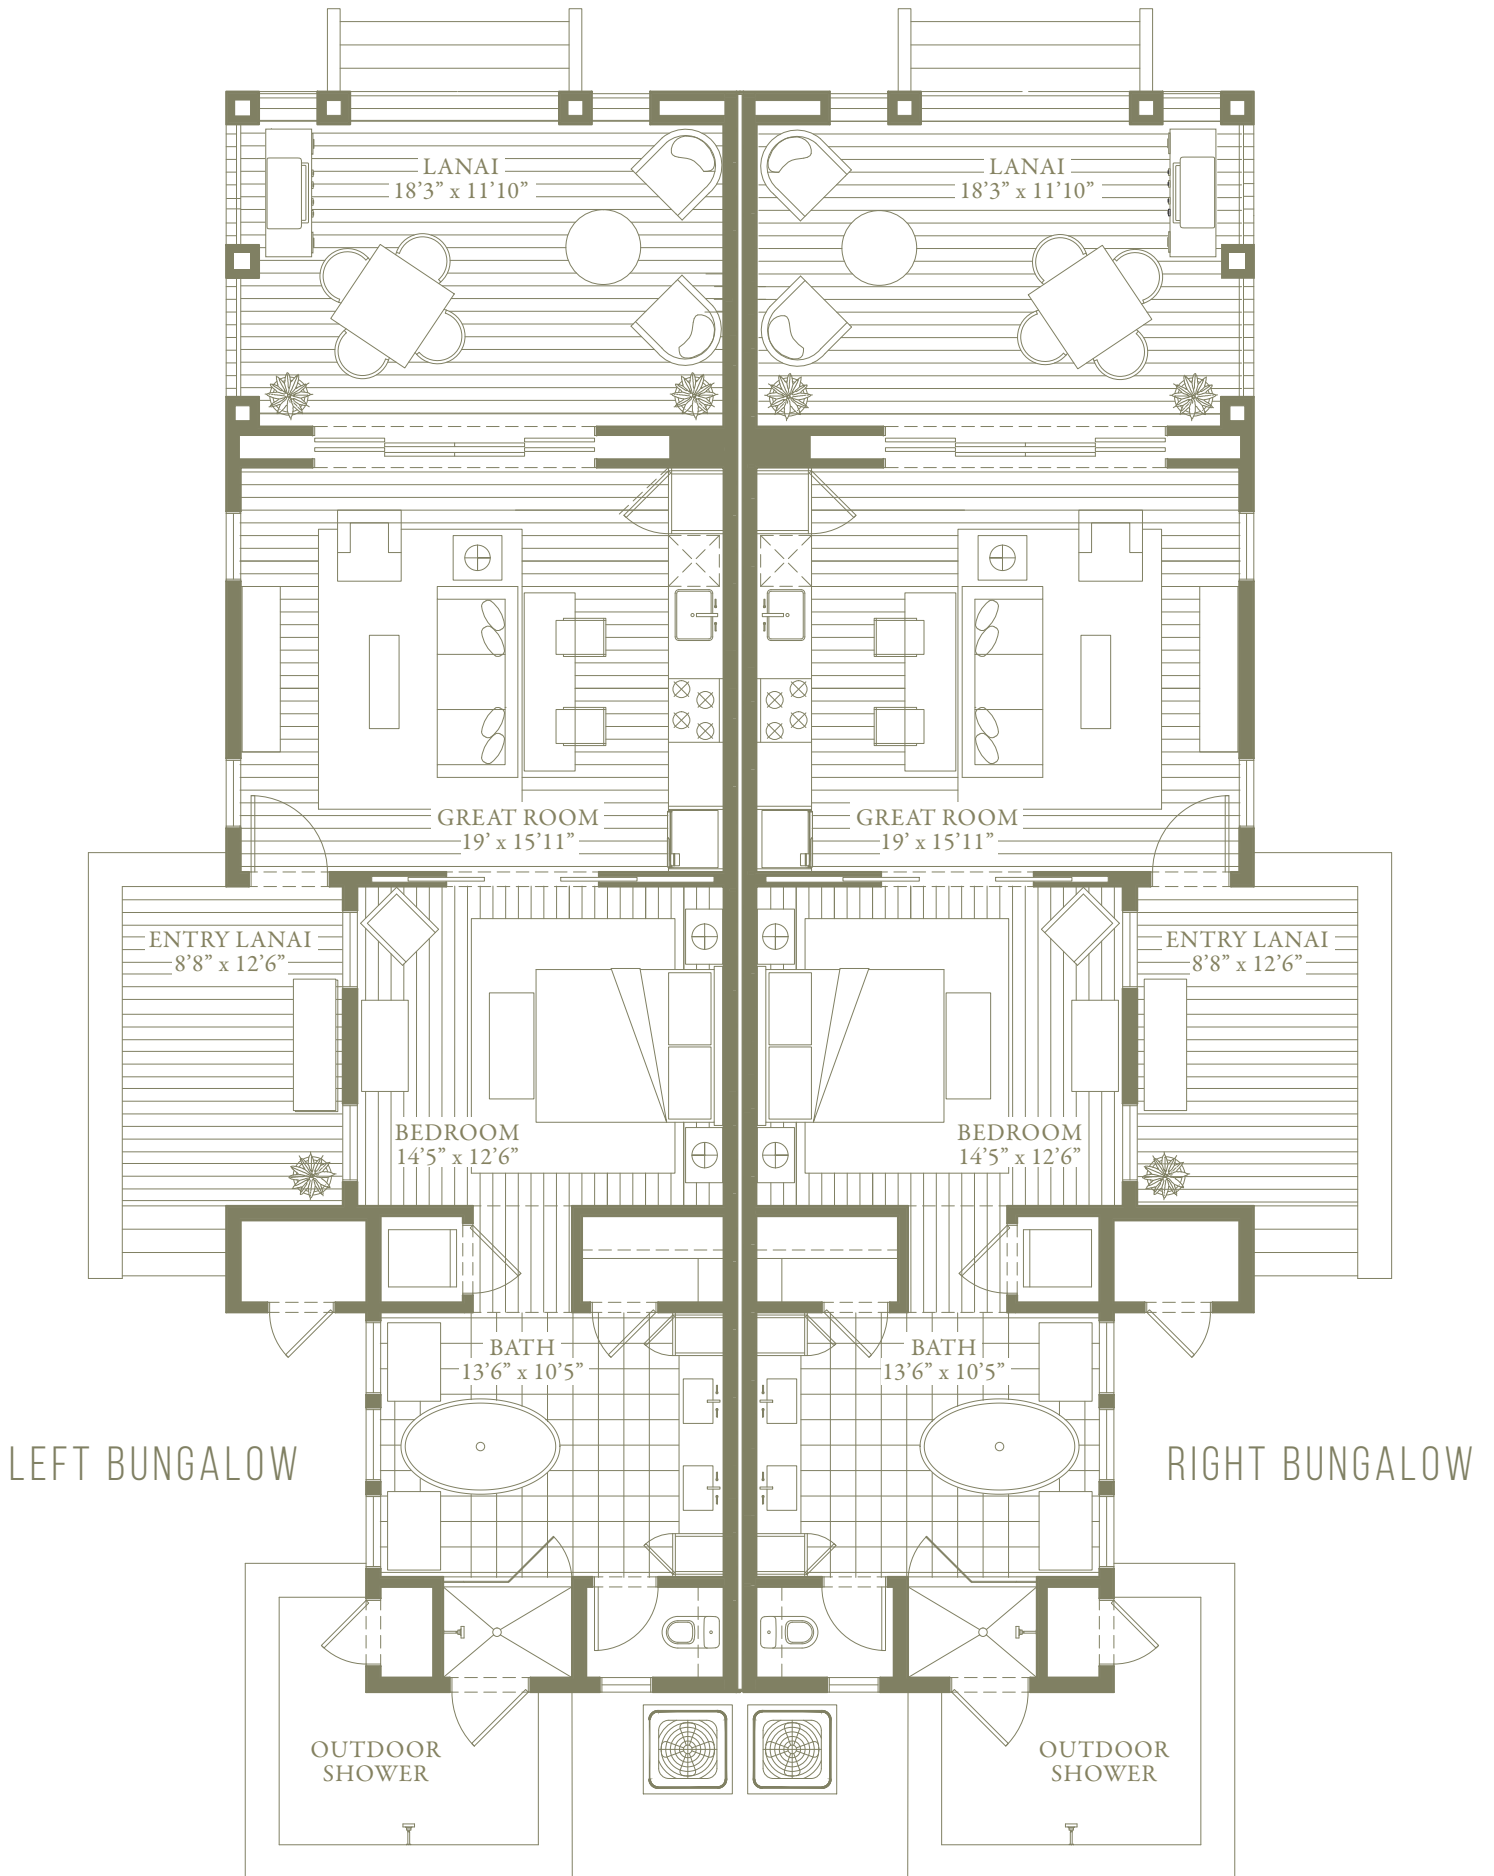 LANAI
18’3” x 11’10”
LANAI
18’3” x 11’10”
GREAT ROOM
19’ x 15’11”
GREAT ROOM
19’ x 15’11”
ENTRY LANAI
8’8” x 12’6”
ENTRY LANAI
8’8” x 12’6”
BEDROOM
14’5” x 12’6”
BEDROOM
14’5” x 12’6”
BATH
13’6” x 10’5”
BATH
13’6” x 10’5”
LEFT BUNGALOW
RIGHT BUNGALOW
OUTDOOR
SHOWER
OUTDOOR
SHOWER